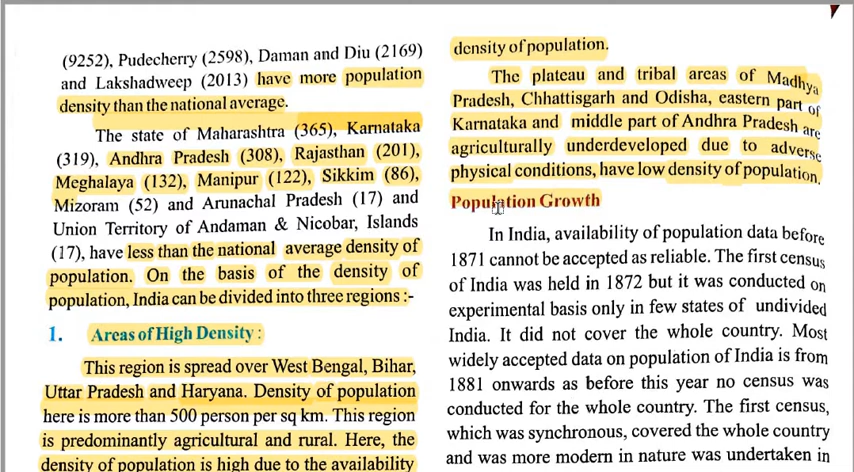 (9252), Pudecherry (2598), Daman and Diu (2169)
and Lakshadweep (2013) have more population
density than the national average.
The state of Maharashtra (365), Karnataka
(319), Andhra Pradesh (308), Rajasthan (201),
Meghalaya (132), Manipur (122), Sikkim (86),
Mizoram (52) and Arunachal Pradesh (17) and
Union Territory of Andaman & Nicobar, Islands
(17), have less than the national average density of
population. On the basis of the density of
population, India can be divided into three regions :-
1. Areas of High Density :
This region is spread over West Bengal, Bihar,
Uttar Pradesh and Haryana. Density of population
here is more than 500 person per sq km. This region
is predominantly agricultural and rural. Here, the
density of population is high due to the availability
density of population.
The plateau and tribal areas of Madhya
Pradesh, Chhattisgarh and Odisha, eastern part of
Karnataka and middle part of Andhra Pradesh are
agriculturally underdeveloped due to adverse
physical conditions, have low density of population.
Population Growth
In India, availability of population data before
1871 cannot be accepted as reliable. The first census
of India was held in 1872 but it was conducted on
experimental basis only in few states of undivided
India. It did not cover the whole country. Most
widely accepted data on population of India is from
1881 onwards as before this year no census was
conducted for the whole country. The first census,
which was synchronous, covered the whole country
and was more modern in nature was undertaken in